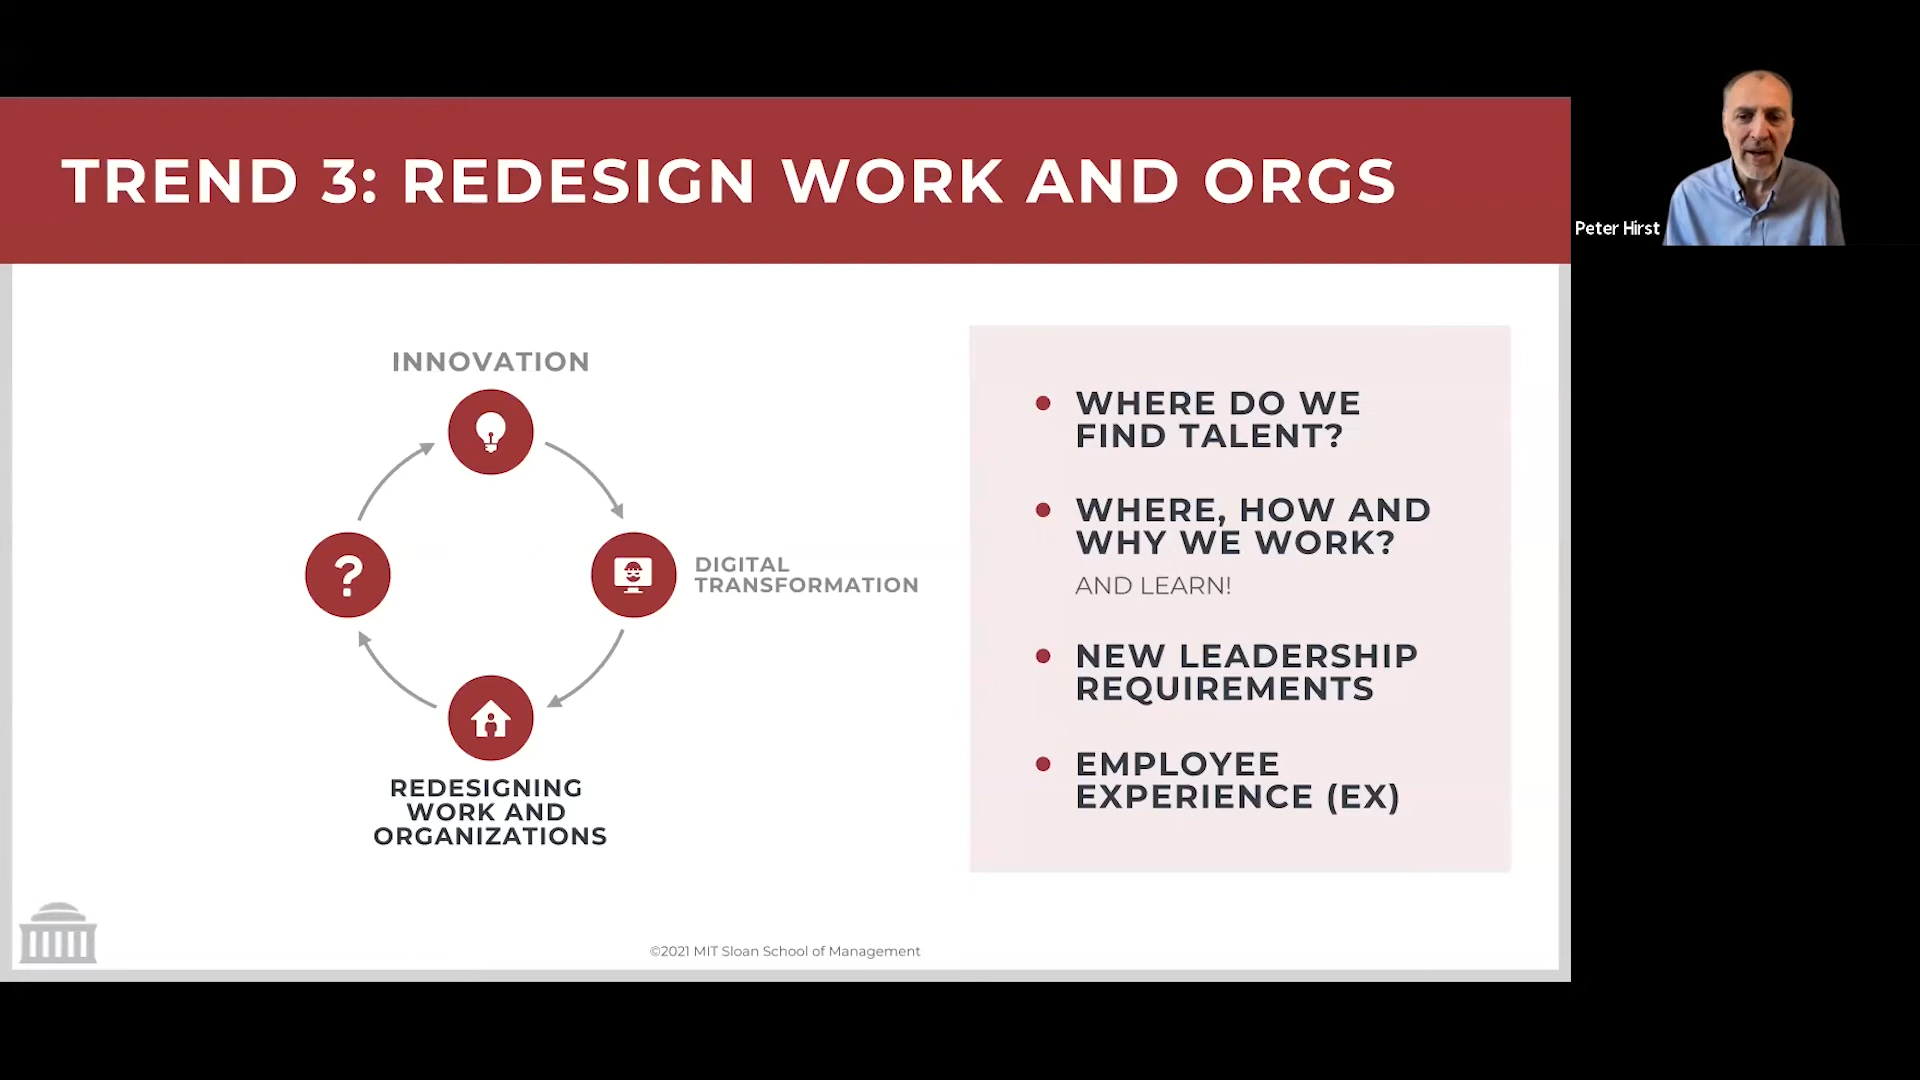 TREND 3: REDESIGN WORK AND ORGS
Peter Hirst
INNOVATION
?
DIGITAL
TRANSFORMATION
REDESIGNING
WORK AND
ORGANIZATIONS
• WHERE DO WE
FIND TALENT?
• WHERE, HOW AND
WHY WE WORK?
AND LEARN!
• NEW LEADERSHIP
REQUIREMENTS
• EMPLOYEE
EXPERIENCE (EX)
©2021 MIT Sloan School of Management